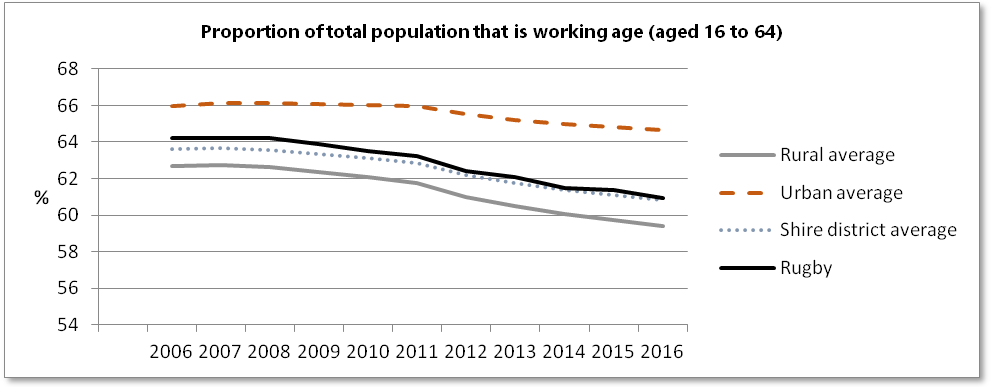 Proportion of total population that is working age (aged 16 to 64)
68
66
64
62
60
58
56
54
%
2006 2007 2008 2009 2010 2011 2012 2013 2014 2015 2016
Rural average
Urban average
Shire district average
Rugby